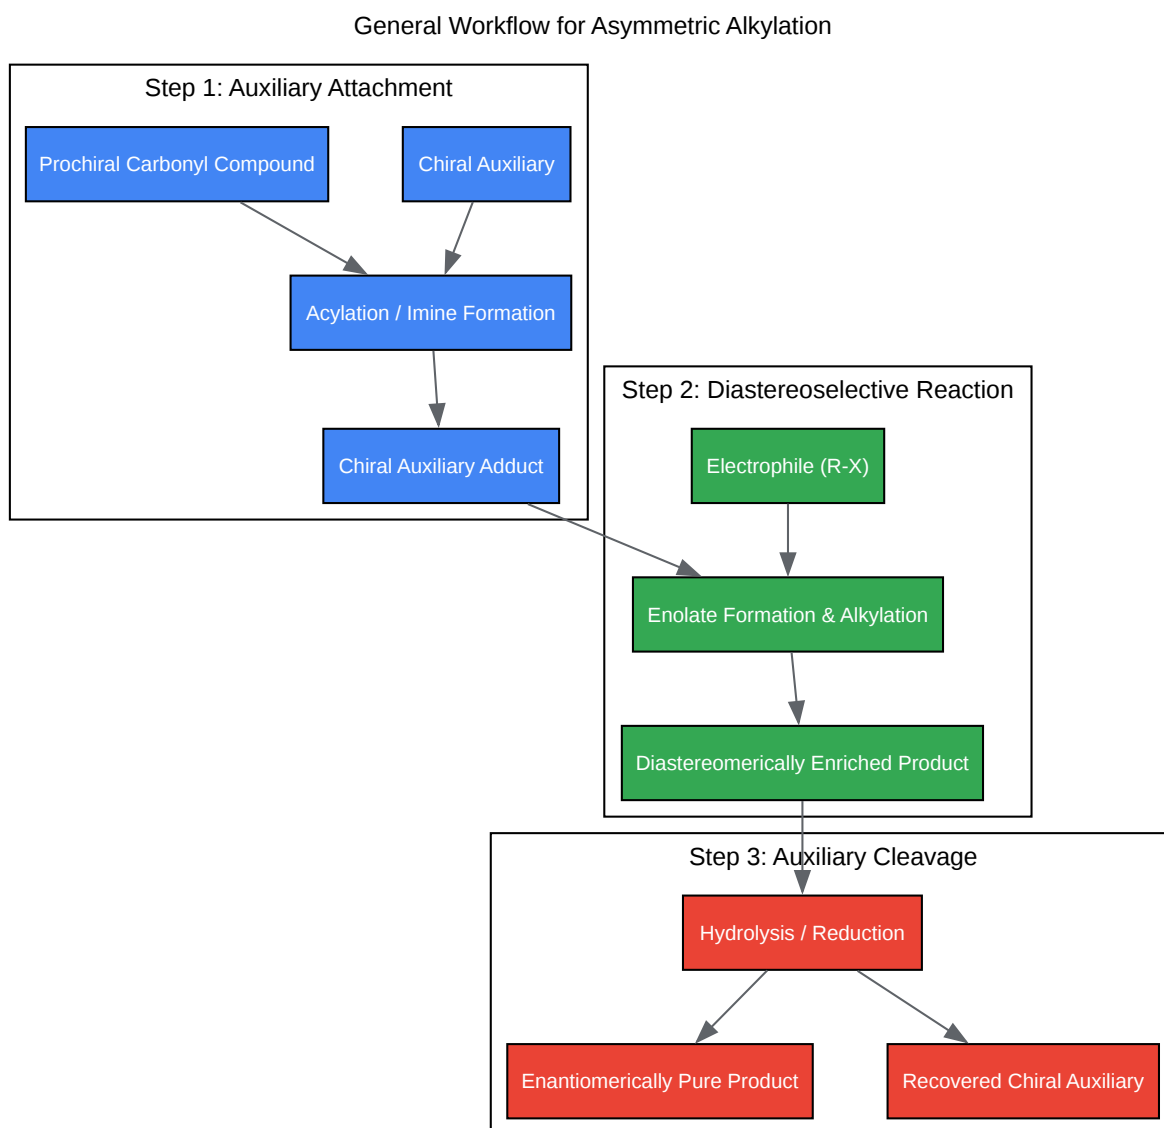 General Workflow for Asymmetric Alkylation
Step 1: Auxiliary Attachment
Prochiral Carbonyl Compound
Chiral Auxiliary
Acylation / Imine Formation
Chiral Auxiliary Adduct
Step 2: Diastereoselective Reaction
Electrophile (R-X)
Enolate Formation & Alkylation
Diastereomerically Enriched Product
Step 3: Auxiliary Cleavage
Hydrolysis / Reduction
Enantiomerically Pure Product
Recovered Chiral Auxiliary